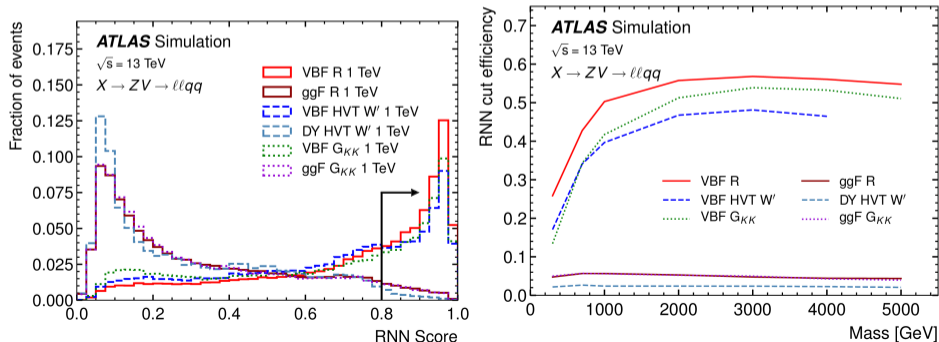 ATLAS Simulation
√s = 13 TeV
X → ZV → ℓℓqq
VBF R 1 TeV
ggF R 1 TeV
VBF HVT W' 1 TeV
DY HVT W' 1 TeV
VBF G_KK 1 TeV
ggF G_KK 1 TeV
Fraction of events
0.175
0.150
0.125
0.100
0.075
0.050
0.025
0.000
0.0 0.2 0.4 0.6 0.8 1.0
RNN Score
ATLAS Simulation
√s = 13 TeV
X → ZV → ℓℓqq
RNN cut efficiency
0.7
0.6
0.5
0.4
0.3
0.2
0.1
0.0
VBF R ggF R
VBF HVT W' DY HVT W'
VBF G_KK ggF G_KK
0 1000 2000 3000 4000 5000
Mass [GeV]